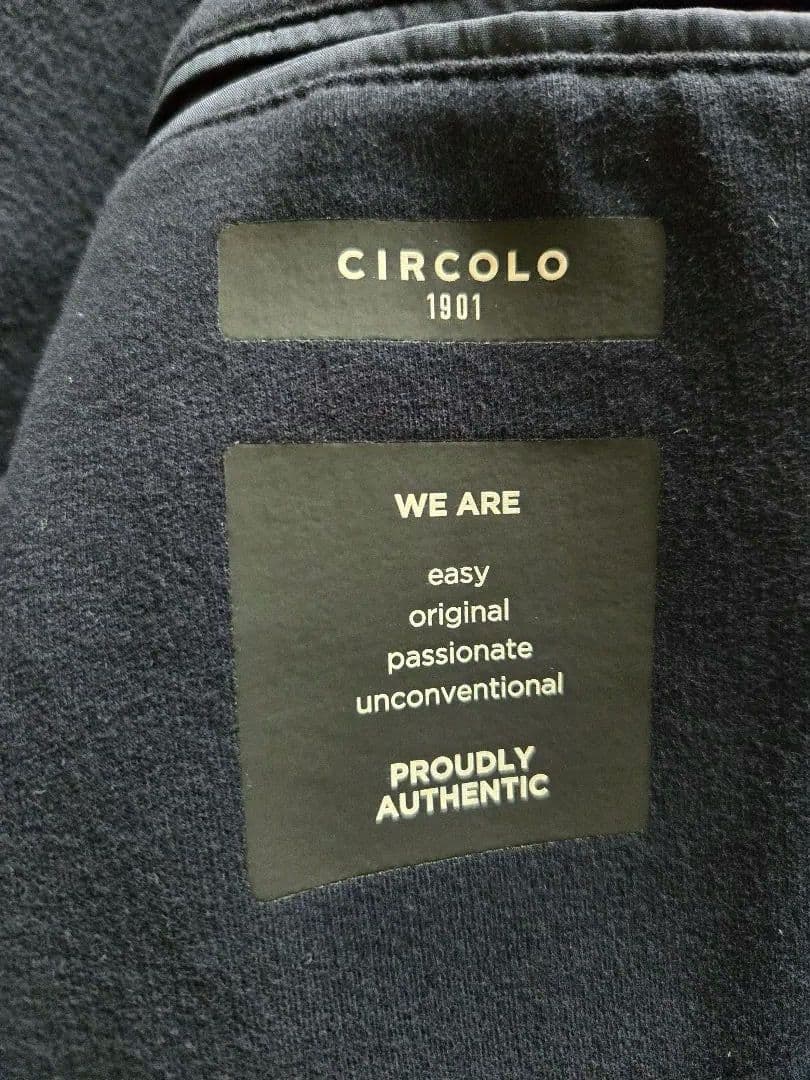 CIRCOLO
1901
WE ARE
easy
original
passionate
unconventional
PROUDLY
AUTHENTIC